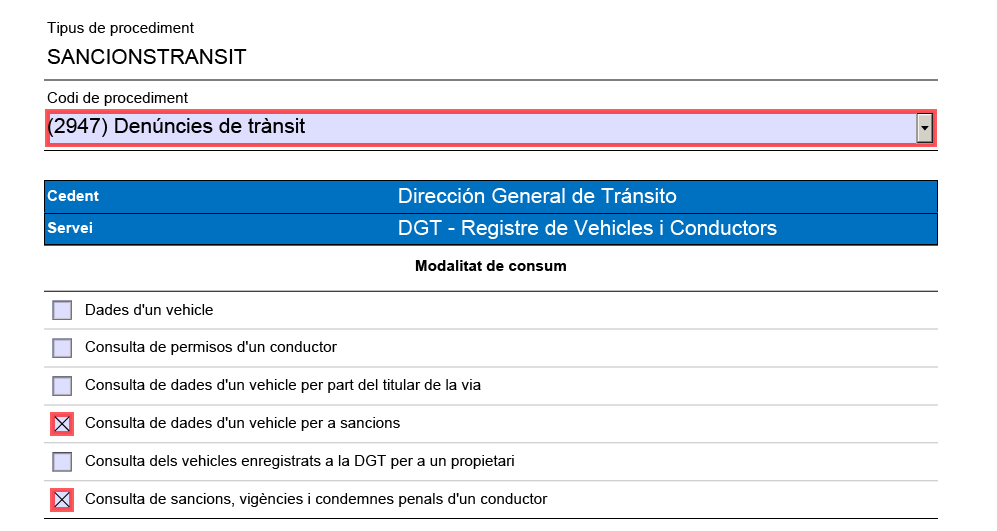 Tipus de procediment
SANCIONSTRANSIT
Codi de procediment
(2947) Denúncies de trànsit
Cedent Dirección General de Tránsito
Servei DGT - Registre de Vehicles i Conductors
Modalitat de consum
Dades d'un vehicle
Consulta de permisos d'un conductor
Consulta de dades d'un vehicle per part del titular de la via
Consulta de dades d'un vehicle per a sancions
Consulta dels vehicles enregistrats a la DGT per a un propietari
Consulta de sancions, vigències i condemnes penals d'un conductor